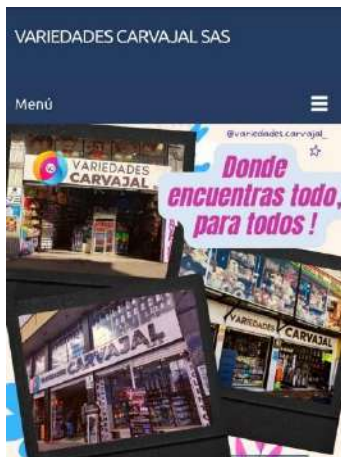 VARIEDADES CARVAJAL SAS
Menú
@variedades.carvajal_
Donde
encuentras todo,
para todos !
VARIEDADES
CARVAJAL
VARIEDADES CARVAJAL
CARVAJAL